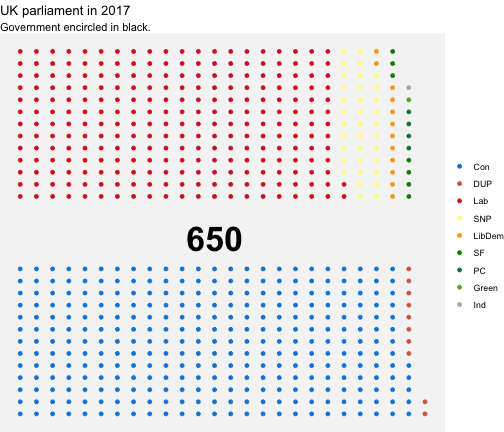 UK parliament in 2017
Government encircled in black.
650
Con
DUP
Lab
SNP
LibDem
SF
PC
Green
Ind